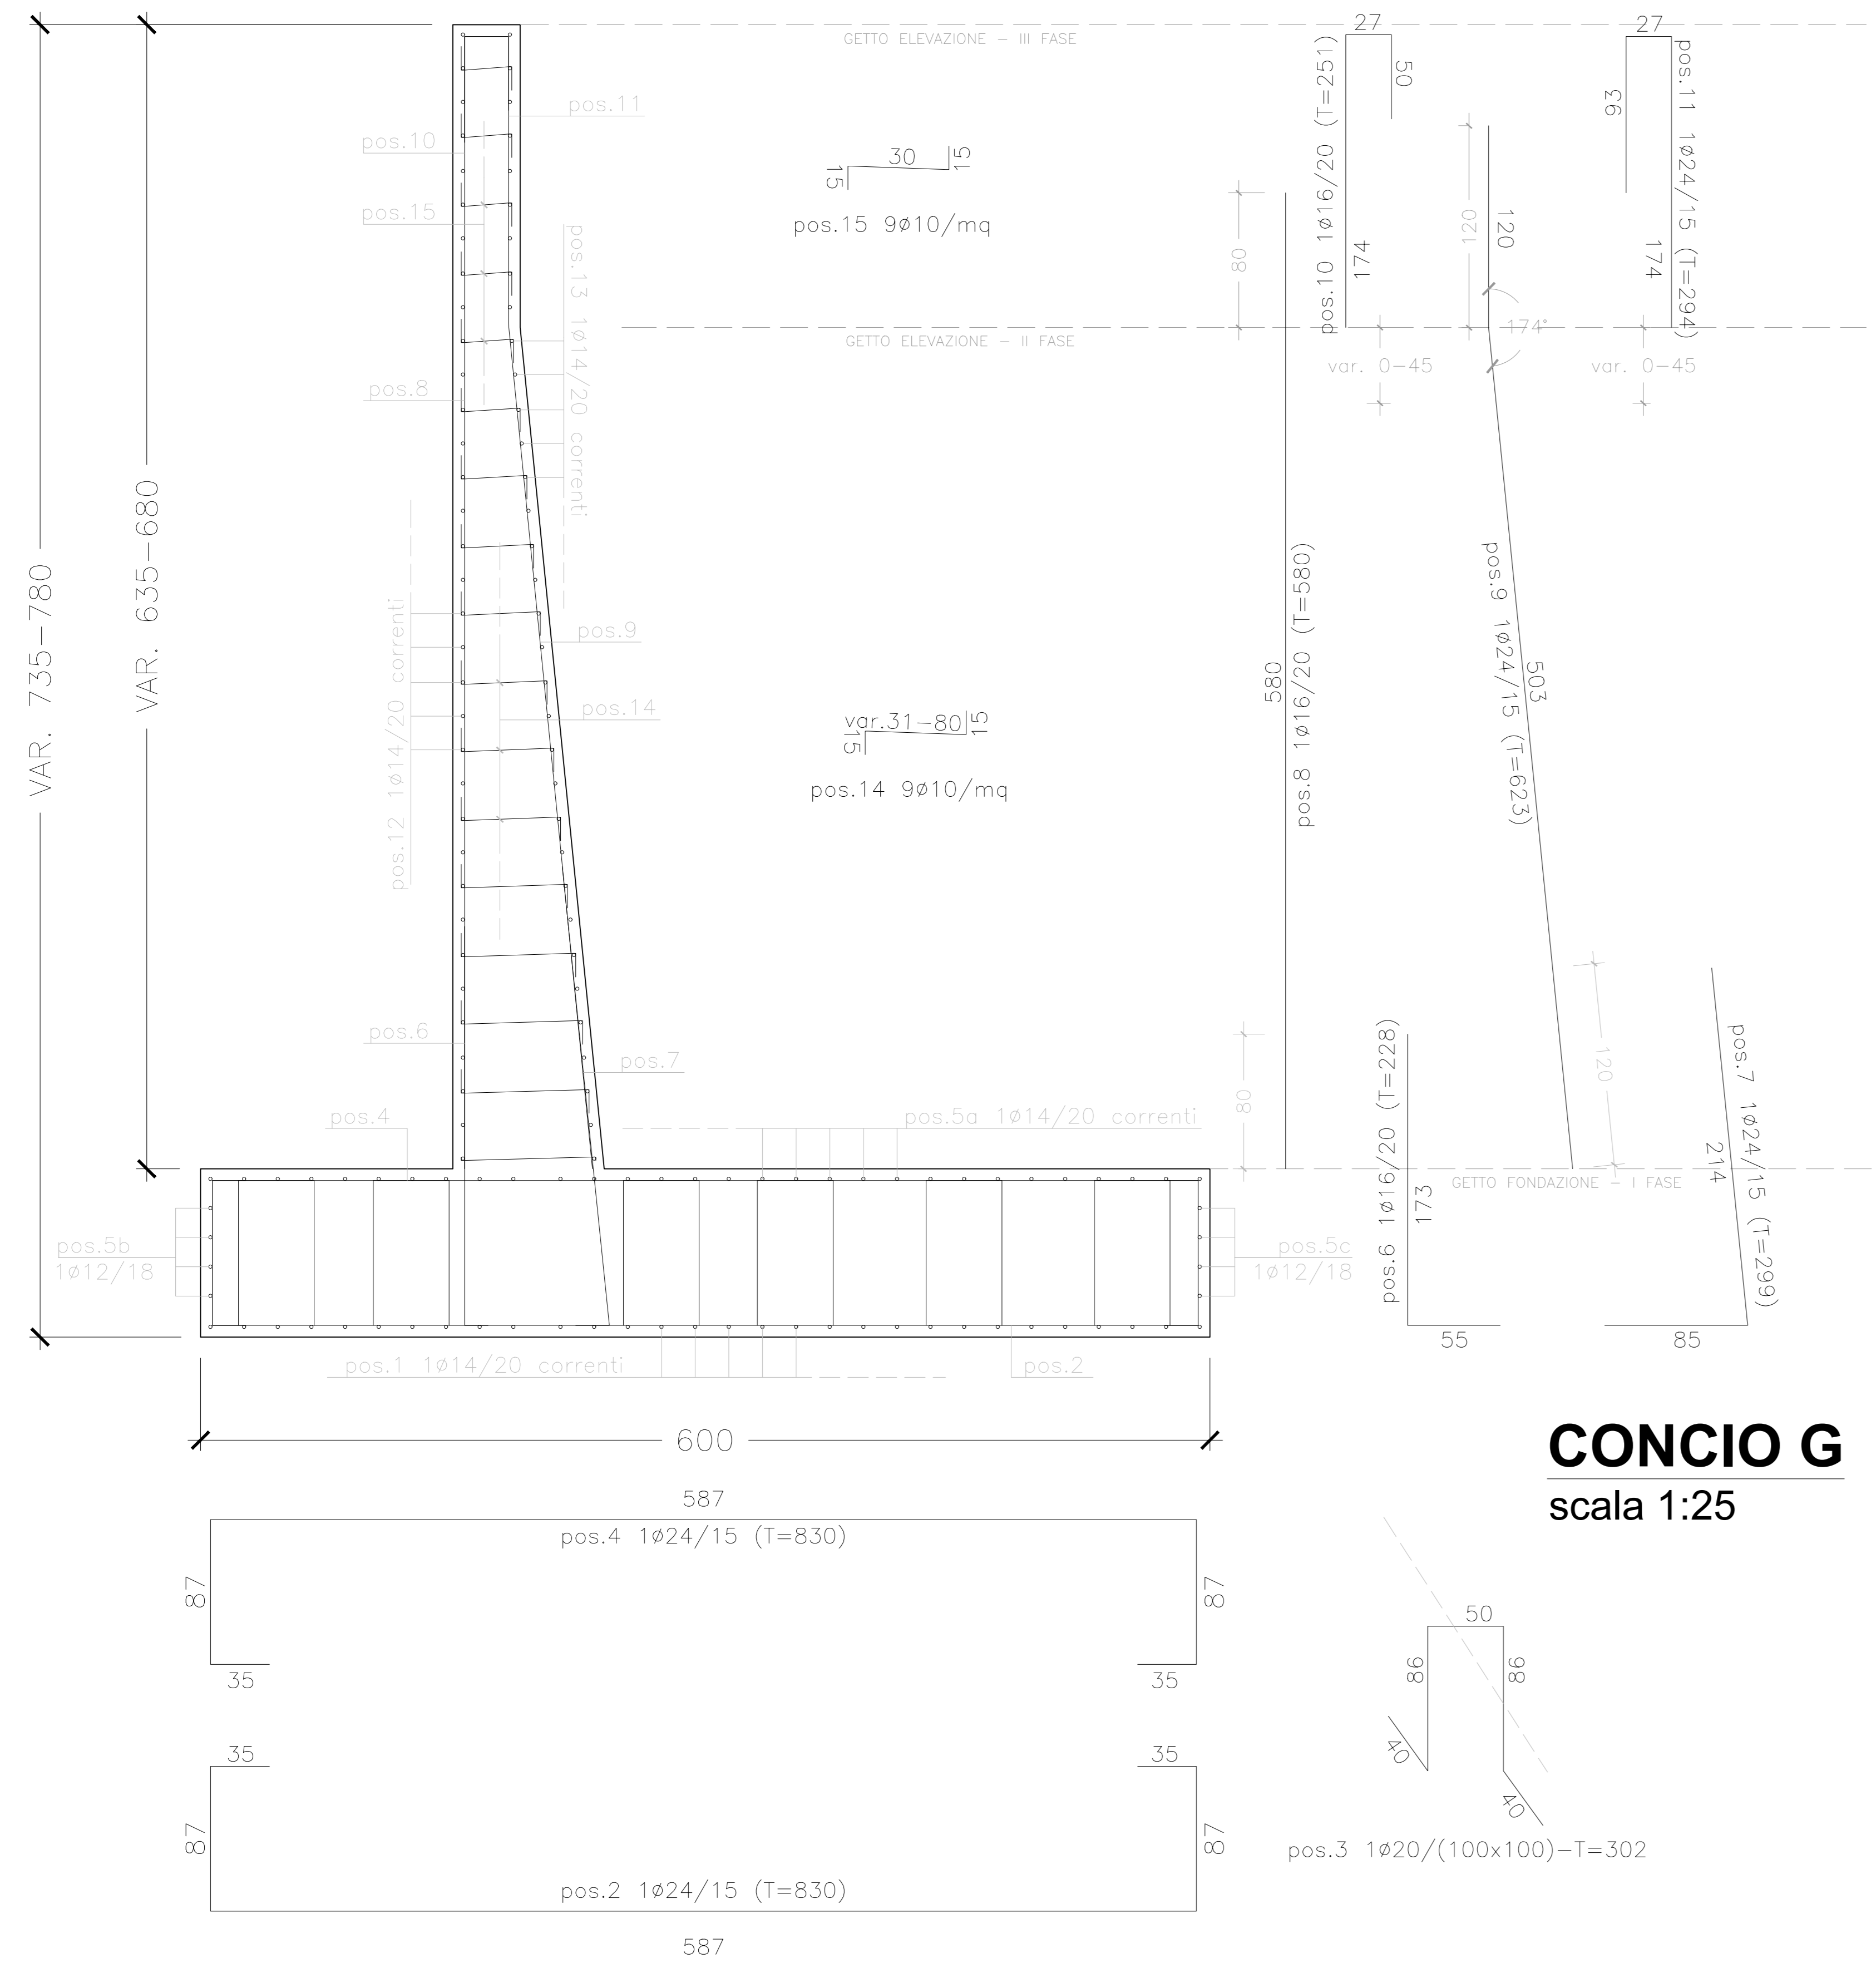 GETTO ELEVAZIONE - III FASE
27
27
50
93
pos.10 1ø16/20 (T=251)
174
pos.11 1ø24/15 (T=294)
174
pos.11
pos.10
pos.15
30
15
15
pos.15 9ø10/mq
80
120
120
pos.13 1ø14/20 correnti
174°
GETTO ELEVAZIONE - II FASE
var. 0-45
var. 0-45
pos.8
VAR. 735-780
VAR. 635-680
pos.12 1ø14/20 correnti
pos.9
pos.14
var.31-80
15
15
pos.14 9ø10/mq
580
pos.8 1ø16/20 (T=580)
pos.9 1ø24/15 (T=623)
503
pos.6
pos.7
pos.4
pos.5a 1ø14/20 correnti
80
120
pos.6 1ø16/20 (T=228)
173
55
pos.7 1ø24/15 (T=299)
214
85
GETTO FONDAZIONE - I FASE
pos.5b
1ø12/18
pos.5c
1ø12/18
pos.1 1ø14/20 correnti
pos.2
600
CONCIO G
scala 1:25
587
pos.4 1ø24/15 (T=830)
87
87
35
35
35
35
87
87
pos.2 1ø24/15 (T=830)
587
50
86
86
40
40
pos.3 1ø20/(100x100)-T=302